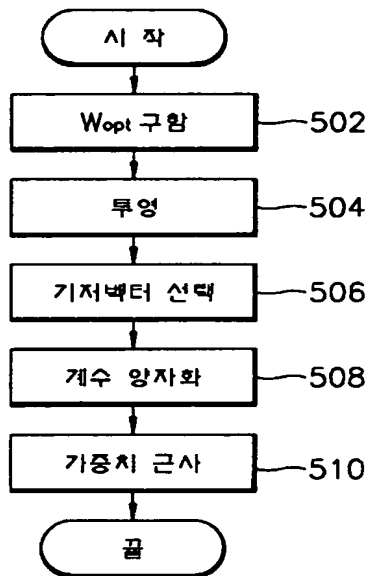 시 작
Wopt 구함
502
투영
504
기저벡터 선택
506
계수 양자화
508
가중치 근사
510
끝